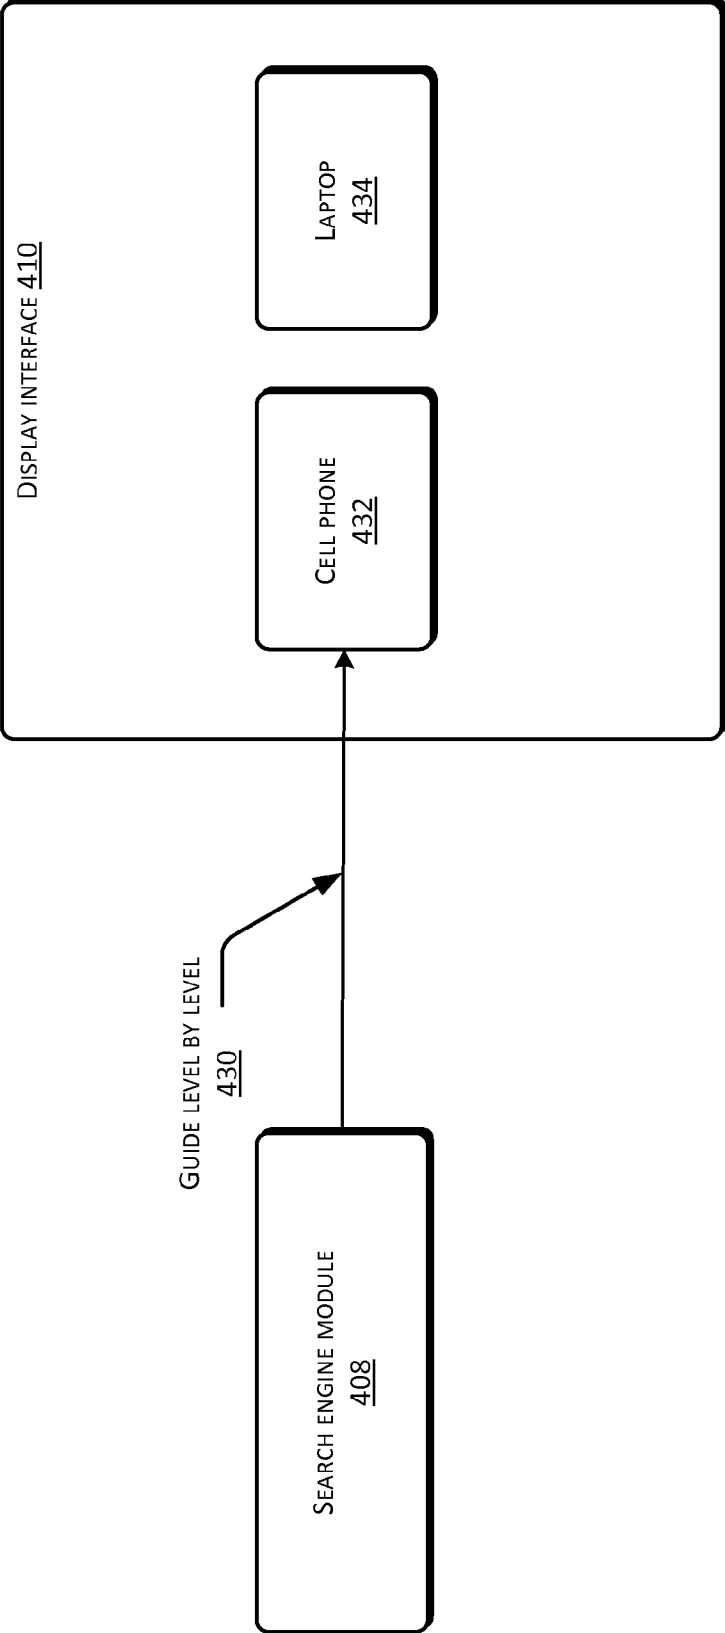 Search engine module
408
Guide level by level
430
Display interface 410
Cell phone
432
Laptop
434